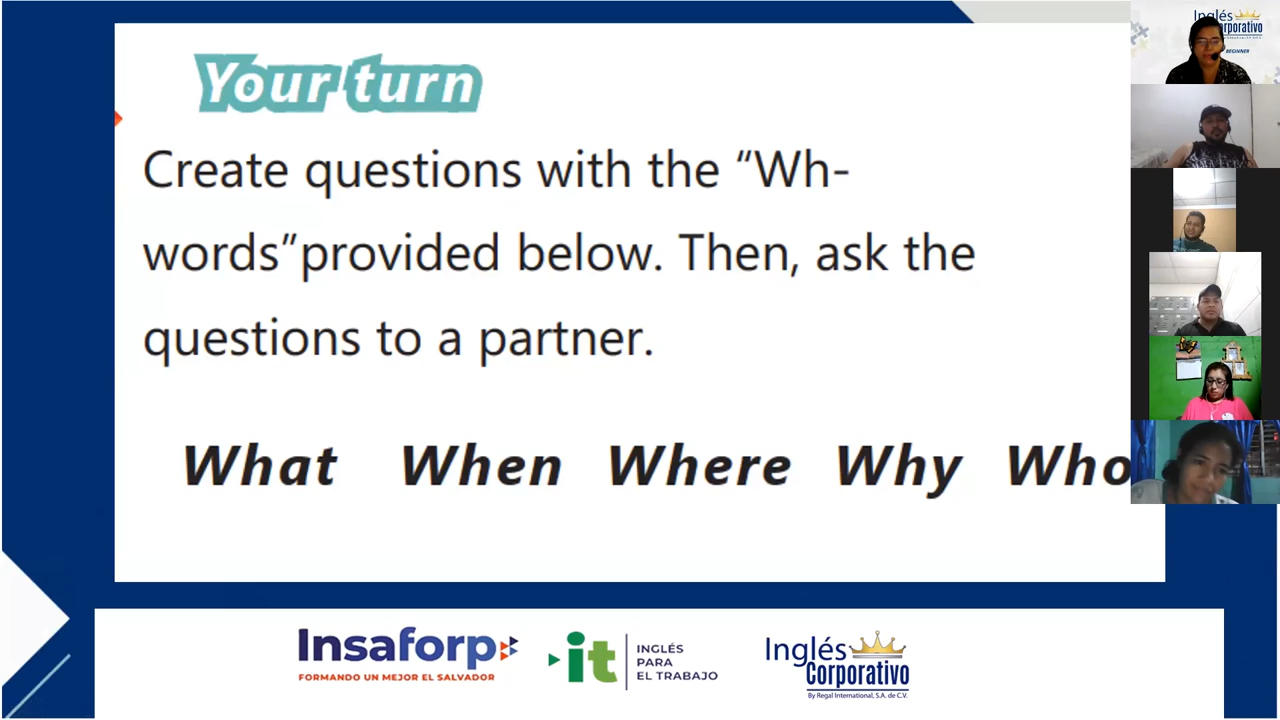 Your turn
Create questions with the “Wh-
words”provided below. Then, ask the
questions to a partner.
What When Where Why Who
Insaforp
FORMANDO UN MEJOR EL SALVADOR
it
INGLÉS
PARA
EL TRABAJO
Inglés
Corporativo
By Regal International, S.A. de C.V.
Inglés
orporativo
BEGINNER